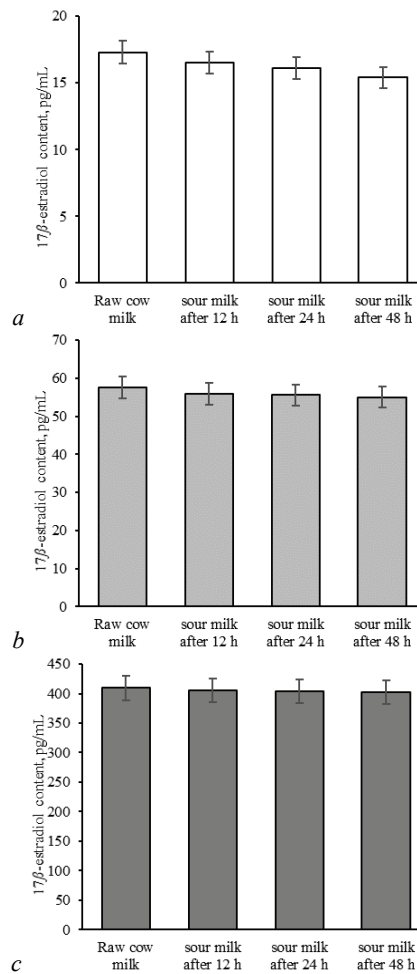 20
15
10
5
0
17β-estradiol content, pg/mL
Raw cow milk
sour milk after 12 h
sour milk after 24 h
sour milk after 48 h
a
70
60
50
40
30
20
10
0
17β-estradiol content, pg/mL
Raw cow milk
sour milk after 12 h
sour milk after 24 h
sour milk after 48 h
b
450
400
350
300
250
200
150
100
50
0
17β-estradiol content, pg/mL
Raw cow milk
sour milk after 12 h
sour milk after 24 h
sour milk after 48 h
c